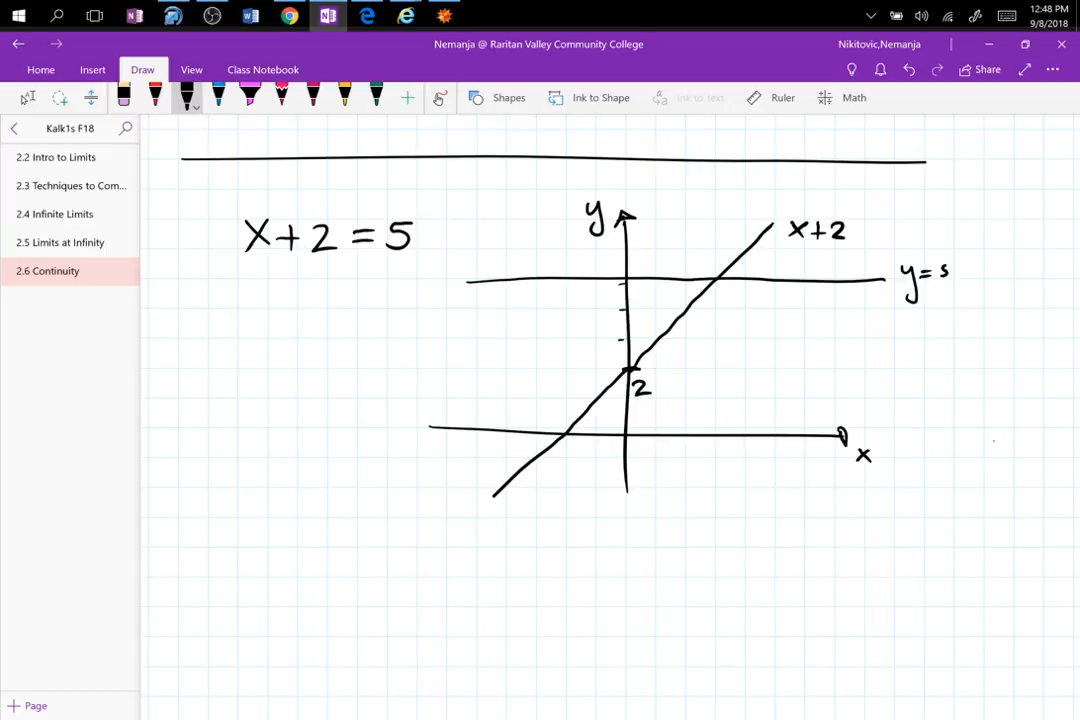 12:48 PM
9/8/2018
Nemanja @ Raritan Valley Community College
Nikitovic,Nemanja
Home Insert Draw View Class Notebook
Share
Shapes Ink to Shape Ink to Text Ruler Math
Kalk1s F18
2.2 Intro to Limits
2.3 Techniques to Com...
2.4 Infinite Limits
2.5 Limits at Infinity
2.6 Continuity
x+2=5
y
x+2
y=5
2
x
Page